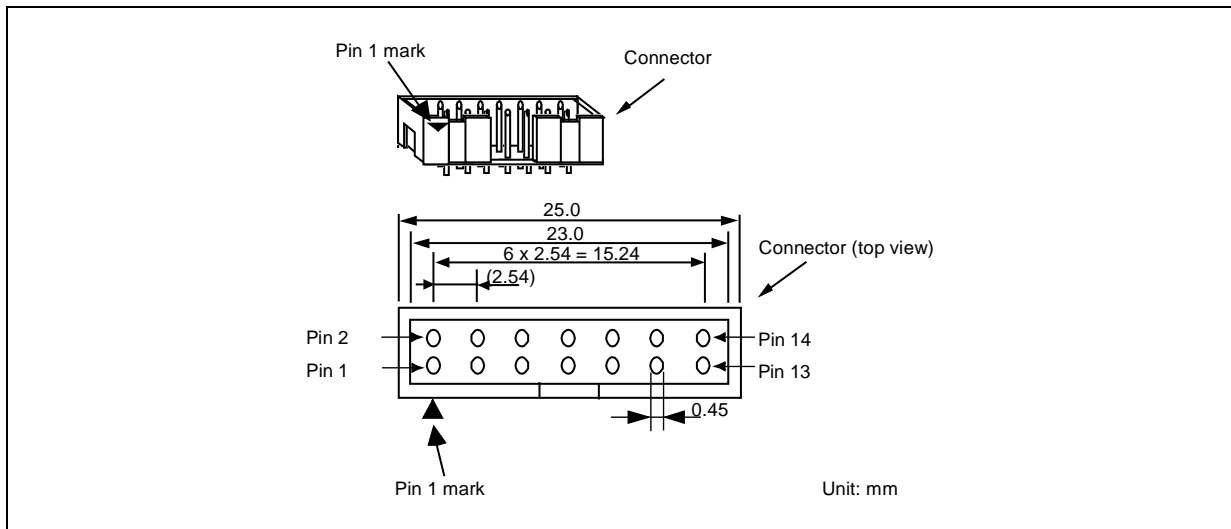 Pin 1 mark
Connector
25.0
23.0
6 x 2.54 = 15.24
Connector (top view)
(2.54)
Pin 2
Pin 14
Pin 1
Pin 13
0.45
Pin 1 mark
Unit: mm